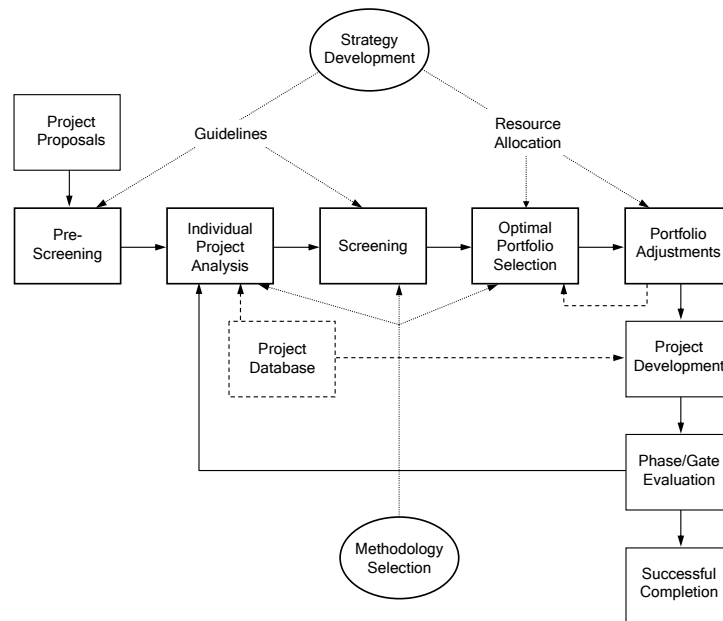 Strategy
Development
Project
Proposals
Guidelines
Resource
Allocation
Pre-
Screening
Individual
Project
Analysis
Screening
Optimal
Portfolio
Selection
Portfolio
Adjustments
Project
Database
Project
Development
Phase/Gate
Evaluation
Methodology
Selection
Successful
Completion